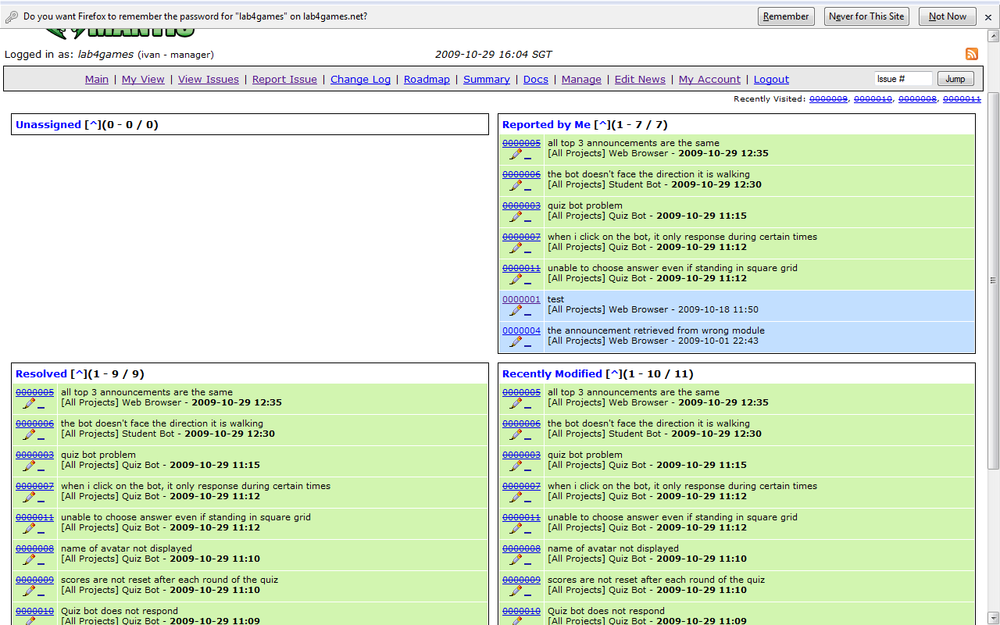 Do you want Firefox to remember the password for "lab4games" on lab4games.net? Remember Never for This Site Not Now
MANTIS
Logged in as: lab4games (ivan - manager) 2009-10-29 16:04 SGT
Main | My View | View Issues | Report Issue | Change Log | Roadmap | Summary | Docs | Manage | Edit News | My Account | Logout Issue # Jump
Recently Visited: 0000009, 0000010, 0000008, 0000011
Unassigned [^](0 - 0 / 0)
Reported by Me [^](1 - 7 / 7)
0000005 all top 3 announcements are the same
[All Projects] Web Browser - 2009-10-29 12:35
0000006 the bot doesn't face the direction it is walking
[All Projects] Student Bot - 2009-10-29 12:30
0000003 quiz bot problem
[All Projects] Quiz Bot - 2009-10-29 11:15
0000007 when i click on the bot, it only response during certain times
[All Projects] Quiz Bot - 2009-10-29 11:12
0000011 unable to choose answer even if standing in square grid
[All Projects] Quiz Bot - 2009-10-29 11:12
0000001 test
[All Projects] Web Browser - 2009-10-18 11:50
0000004 the announcement retrieved from wrong module
[All Projects] Web Browser - 2009-10-01 22:43
Resolved [^](1 - 9 / 9)
0000005 all top 3 announcements are the same
[All Projects] Web Browser - 2009-10-29 12:35
0000006 the bot doesn't face the direction it is walking
[All Projects] Student Bot - 2009-10-29 12:30
0000003 quiz bot problem
[All Projects] Quiz Bot - 2009-10-29 11:15
0000007 when i click on the bot, it only response during certain times
[All Projects] Quiz Bot - 2009-10-29 11:12
0000011 unable to choose answer even if standing in square grid
[All Projects] Quiz Bot - 2009-10-29 11:12
0000008 name of avatar not displayed
[All Projects] Quiz Bot - 2009-10-29 11:10
0000009 scores are not reset after each round of the quiz
[All Projects] Quiz Bot - 2009-10-29 11:10
0000010 Quiz bot does not respond
[All Projects] Quiz Bot - 2009-10-29 11:09
Recently Modified [^](1 - 10 / 11)
0000005 all top 3 announcements are the same
[All Projects] Web Browser - 2009-10-29 12:35
0000006 the bot doesn't face the direction it is walking
[All Projects] Student Bot - 2009-10-29 12:30
0000003 quiz bot problem
[All Projects] Quiz Bot - 2009-10-29 11:15
0000007 when i click on the bot, it only response during certain times
[All Projects] Quiz Bot - 2009-10-29 11:12
0000011 unable to choose answer even if standing in square grid
[All Projects] Quiz Bot - 2009-10-29 11:12
0000008 name of avatar not displayed
[All Projects] Quiz Bot - 2009-10-29 11:10
0000009 scores are not reset after each round of the quiz
[All Projects] Quiz Bot - 2009-10-29 11:10
0000010 Quiz bot does not respond
[All Projects] Quiz Bot - 2009-10-29 11:09